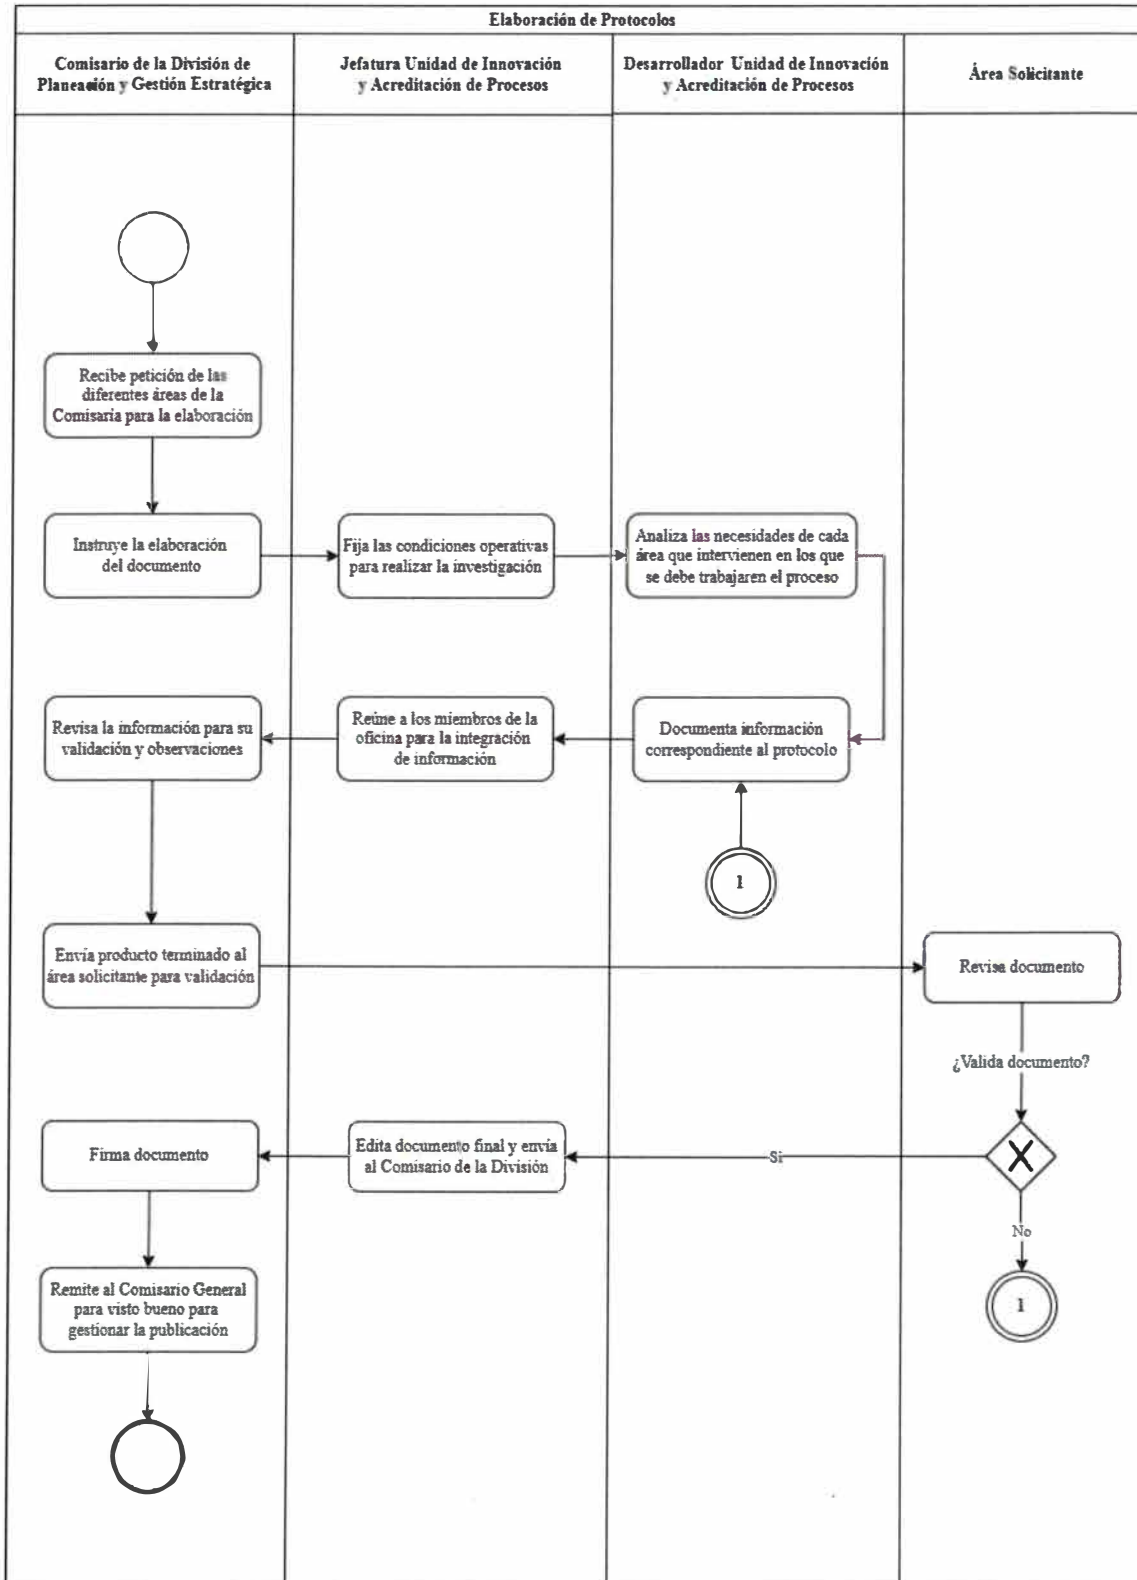 Elaboración de Protocolos
Comisario de la División de
Planeación y Gestión Estratégica
Jefatura Unidad de Innovación
y Acreditación de Procesos
Desarrollador Unidad de Innovación
y Acreditación de Procesos
Área Solicitante
Recibe petición de las
diferentes áreas de la
Comisaría para la elaboración
Instruye la elaboración
del documento
Fija las condiciones operativas
para realizar la investigación
Analiza las necesidades de cada
área que intervienen en los que
se debe trabajaren el proceso
Revisa la información para su
validación y observaciones
Reúne a los miembros de la
oficina para la integración
de información
Documenta información
correspondiente al protocolo
1
Envía producto terminado al
área solicitante para validación
Revisa documento
¿Valida documento?
Firma documento
Edita documento final y envía
al Comisario de la División
Si
X
No
Remite al Comisario General
para visto bueno para
gestionar la publicación
1